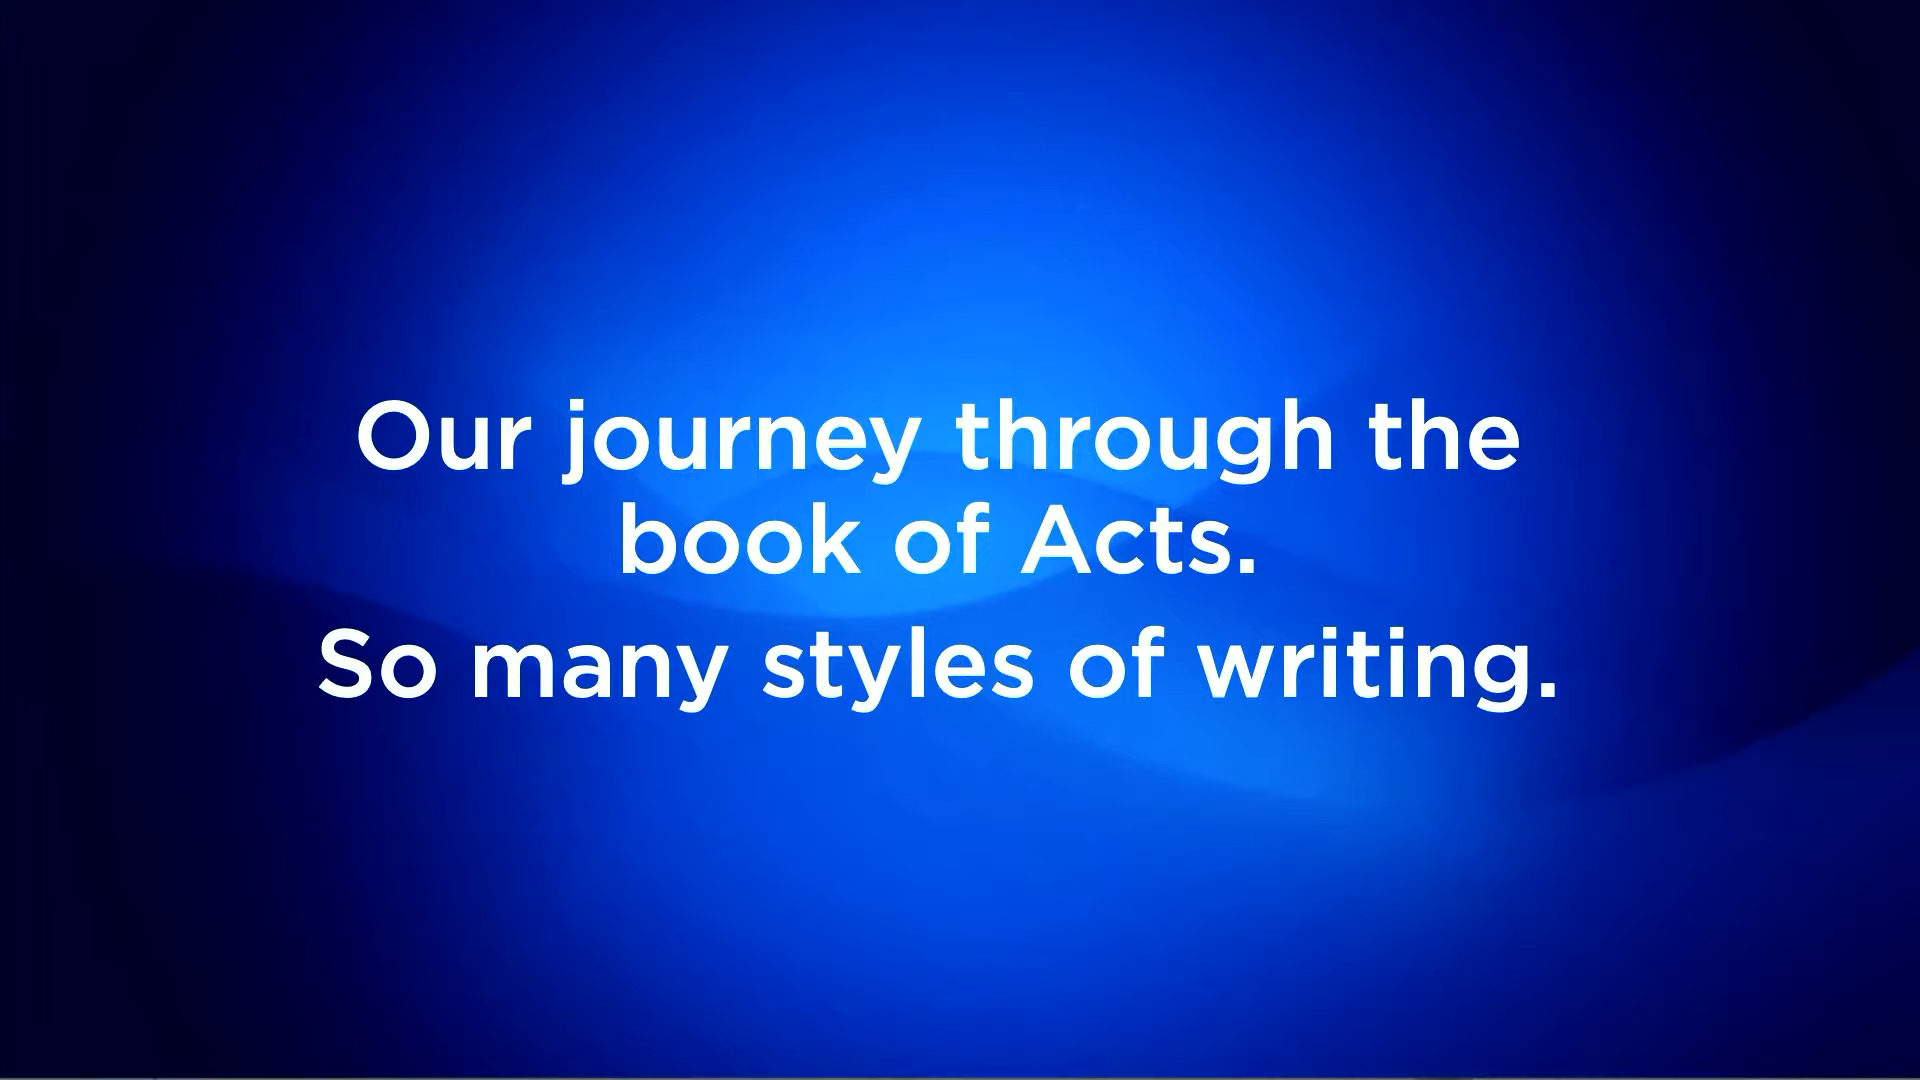 Our journey through the
book of Acts.
So many styles of writing.